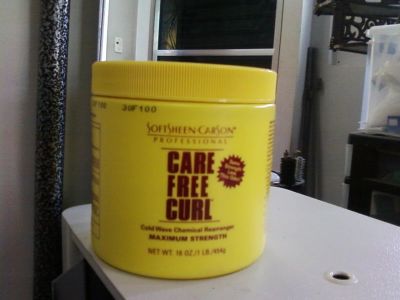 3GF100
SOFTSHEEN·CARSON®
PROFESSIONAL
CARE
FREE
CURL
Cold Wave Chemical Rearranger
MAXIMUM STRENGTH
NET WT. 16 OZ./1 LB./454g